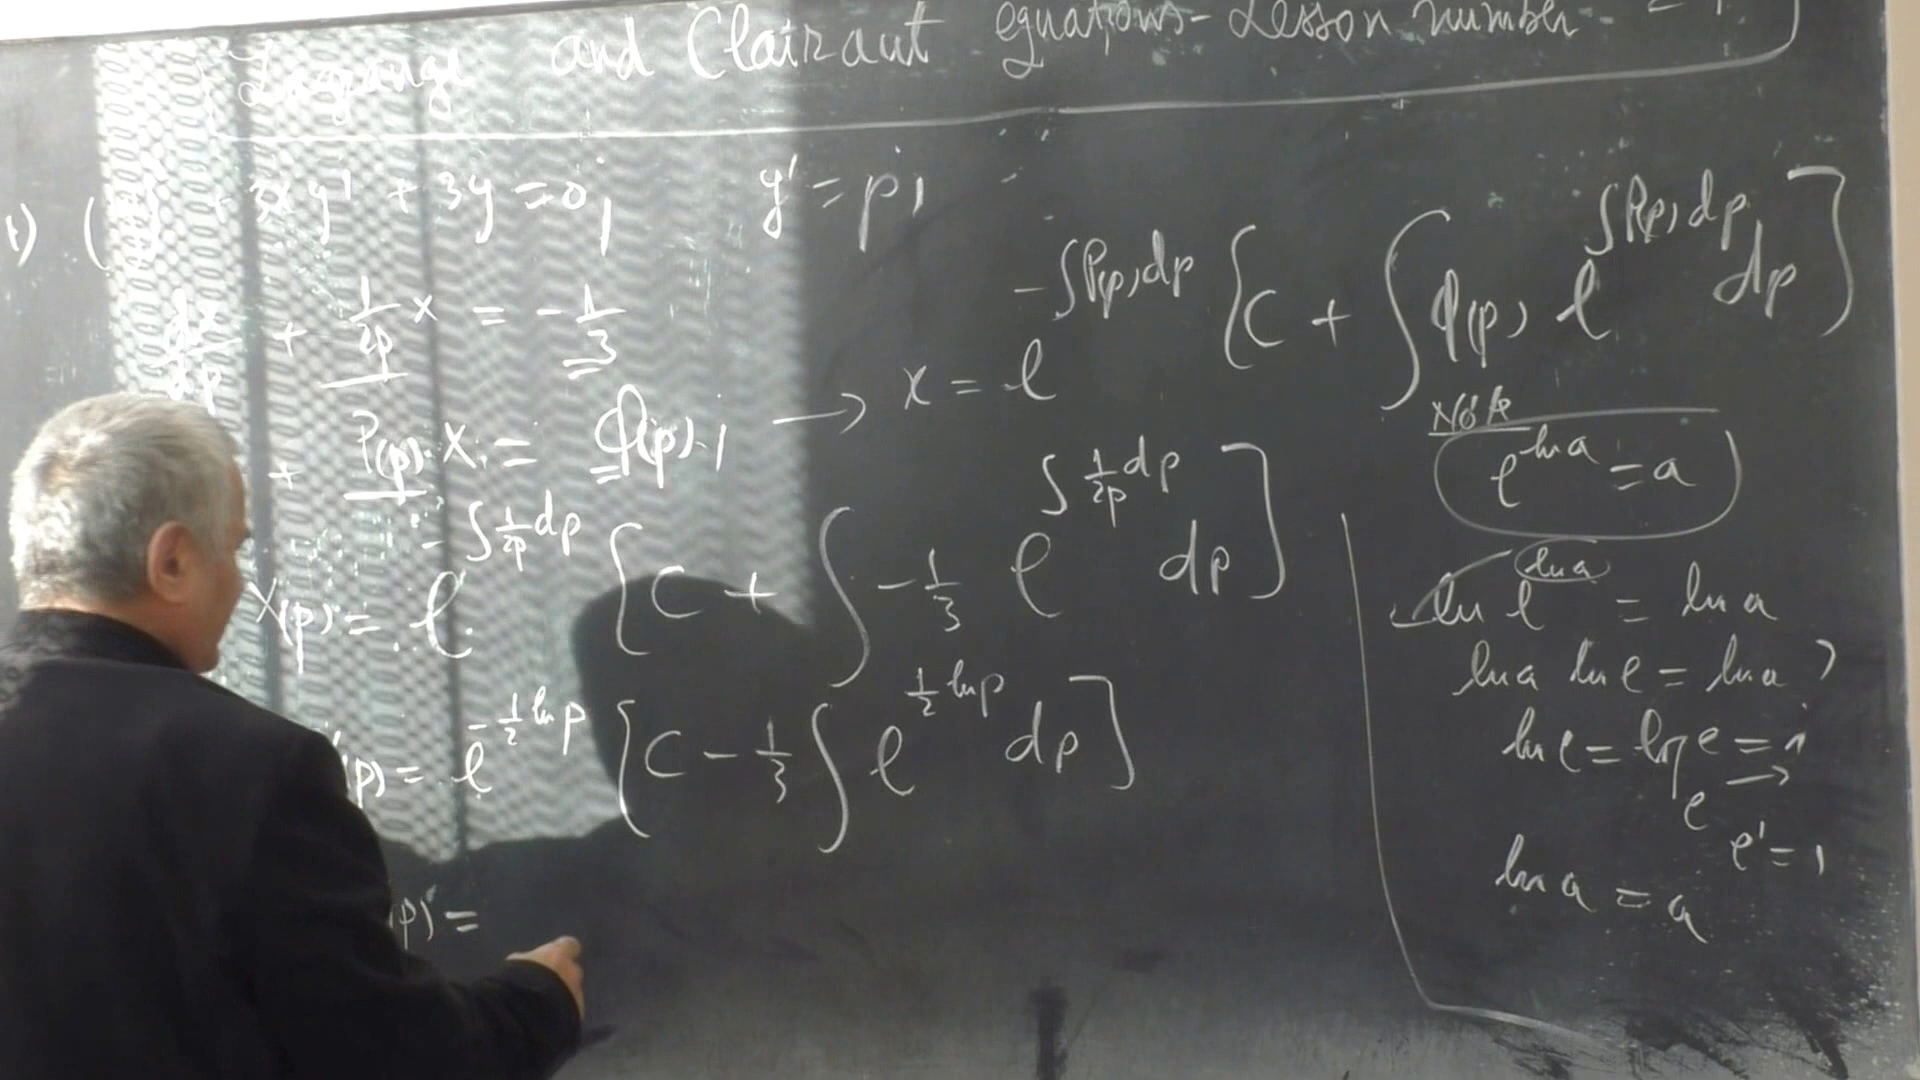 Lagrange and Clairaut equations - Lesson number
1) ( - 3xy' + 3y = 0; y' = p;
dx/dp + 1/2p x = - 1/3
+ P(p) · x = Q(p) ; → x = e^{-∫P(p)dp} [C + ∫ Q(p) e^{∫P(p)dp} dp]
x(p) = e^{-∫ 1/2p dp} [C + ∫ - 1/3 e^{∫ 1/2p dp} dp]
(p) = e^{-1/2 ln p} [C - 1/3 ∫ e^{1/2 ln p} dp]
(p) =
e^{ln a} = a
ln e^{ln a} = ln a
ln a ln e = ln a
ln e = log_e e = 1
e' = 1
ln a = a